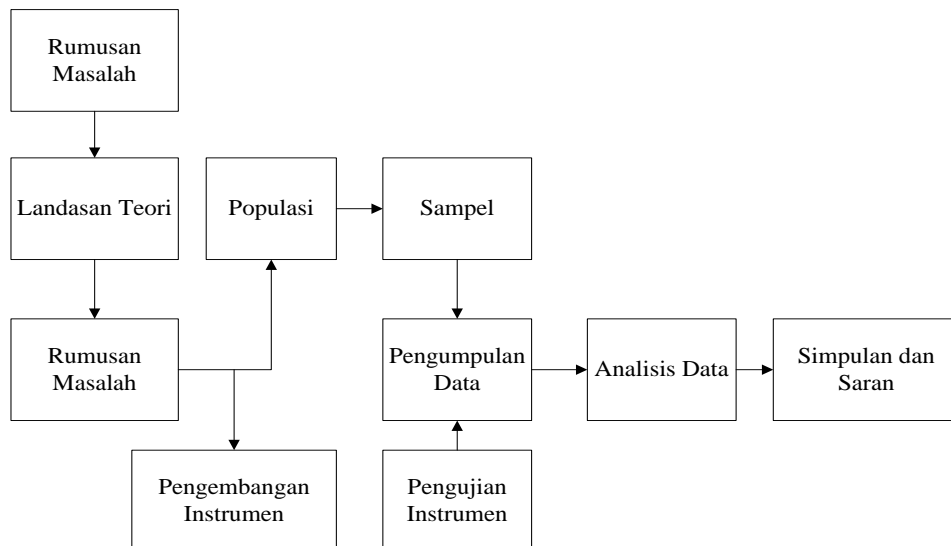 Rumusan
Masalah
Landasan Teori
Populasi
Sampel
Rumusan
Masalah
Pengumpulan
Data
Analisis Data
Simpulan dan
Saran
Pengembangan
Instrumen
Pengujian
Instrumen